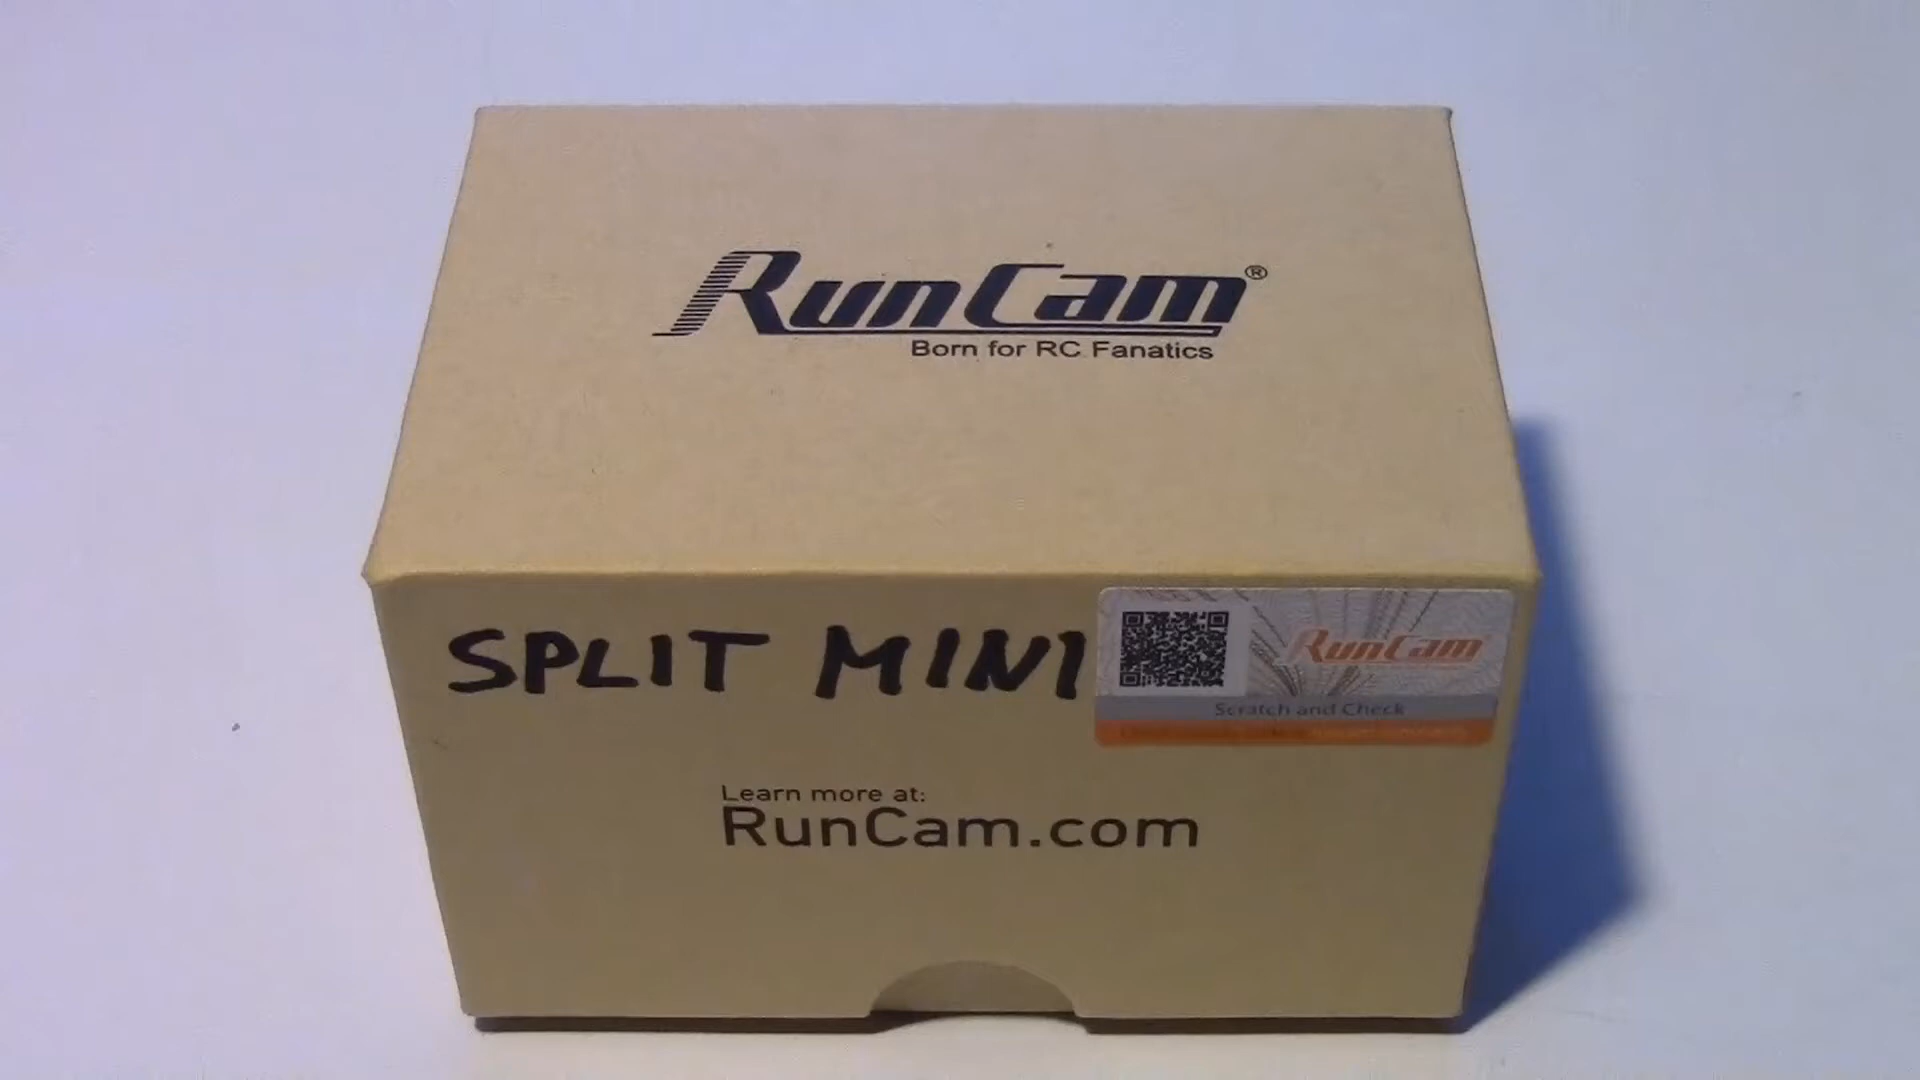 RunCam®
Born for RC Fanatics
SPLIT MINI
RunCam
Scratch and Check
Learn more at:
RunCam.com